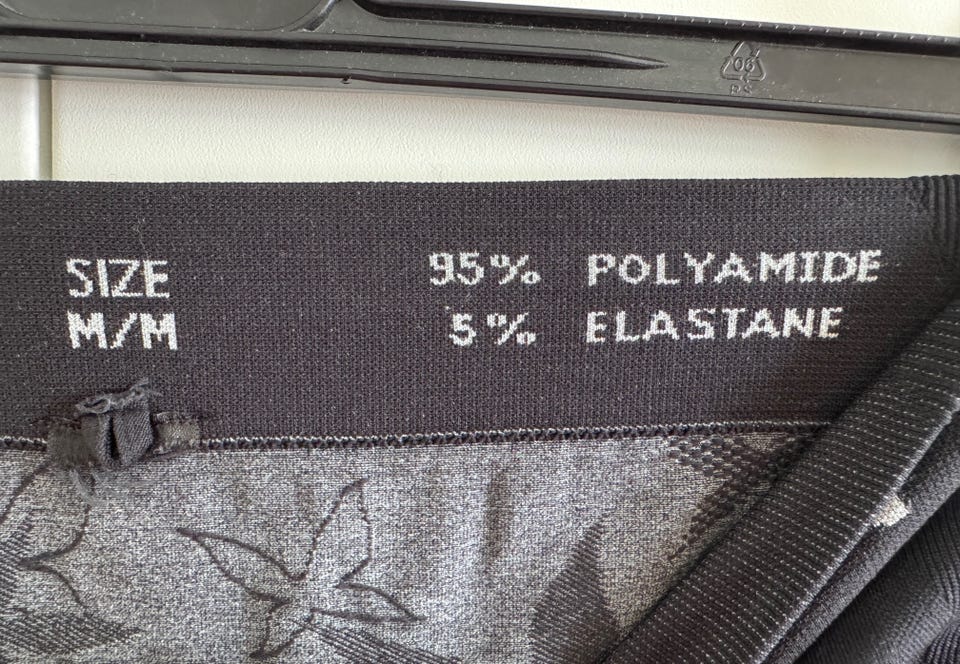 06
PS
SIZE
M/M
95% POLYAMIDE
5% ELASTANE